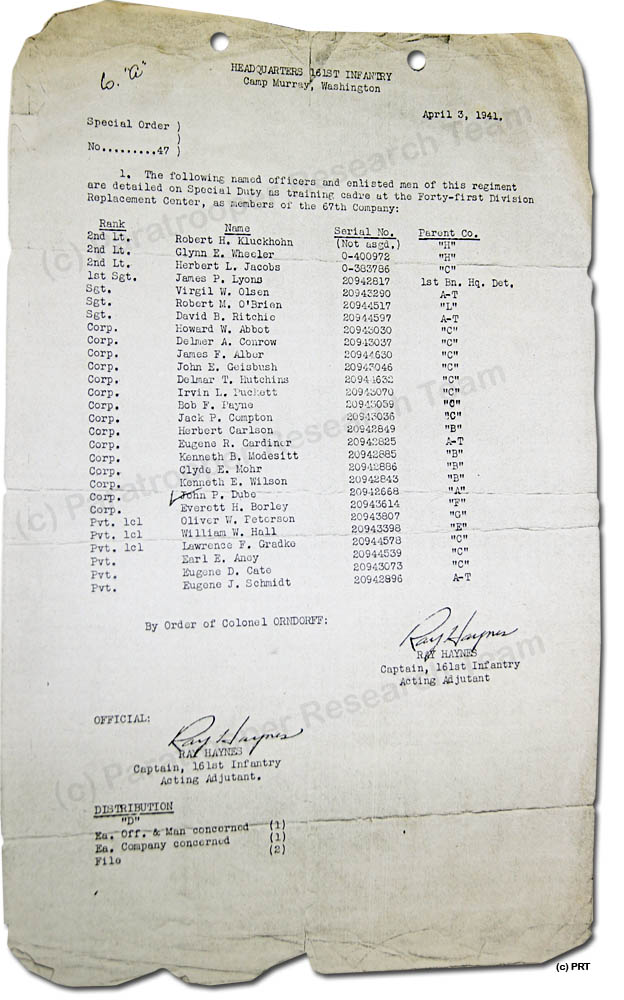 Co. "A"
HEADQUARTERS 161ST INFANTRY
Camp Murray, Washington
April 3, 1941.
Special Order )
)
No.........47 )
1. The following named officers and enlisted men of this regiment
are detailed on Special Duty as training cadre at the Forty-first Division
Replacement Center, as members of the 67th Company:
Rank Name Serial No. Parent Co.
2nd Lt. Robert H. Kluckhohn (Not asgd.) "H"
2nd Lt. Glynn E. Wheeler 0-400972 "H"
2nd Lt. Herbert L. Jacobs 0-383786 "C"
1st Sgt. James P. Lyons 20942817 1st Bn. Hq. Det.
Sgt. Virgil W. Olsen 20943290 A-T
Sgt. Robert M. O'Brien 20944517 "L"
Sgt. David B. Ritchie 20944597 A-T
Corp. Howard W. Abbot 20943030 "C"
Corp. Delmer A. Conrow 20943037 "C"
Corp. James F. Alber 20944630 "C"
Corp. John E. Geisbush 20943046 "C"
Corp. Delmar T. Hutchins 20944632 "C"
Corp. Irvin L. Puckett 20943070 "C"
Corp. Bob F. Payne 20943059 "C"
Corp. Jack P. Compton 20943036 "C"
Corp. Herbert Carlson 20942849 "B"
Corp. Eugene R. Gardiner 20942825 A-T
Corp. Kenneth B. Modesitt 20942885 "B"
Corp. Clyde E. Mohr 20942886 "B"
Corp. Kenneth E. Wilson 20942843 "B"
Corp. John P. Dube 20942668 "A"
Corp. Everett H. Borley 20943614 "F"
Pvt. 1cl Oliver W. Peterson 20943807 "G"
Pvt. 1cl William W. Hall 20943398 "E"
Pvt. 1cl Lawrence F. Gradke 20944578 "C"
Pvt. Earl E. Ancy 20944539 "C"
Pvt. Eugene D. Cate 20943073 "C"
Pvt. Eugene J. Schmidt 20942896 A-T
By Order of Colonel ORNDORFF:
Ray Haynes
RAY HAYNES
Captain, 161st Infantry
Acting Adjutant
OFFICIAL:
Ray Haynes
RAY HAYNES
Captain, 161st Infantry
Acting Adjutant.
DISTRIBUTION
"D"
Ea. Off. & Man concerned (1)
Ea. Company concerned (1)
File (2)
(c) Paratrooper Research Team
(c) Paratrooper Research Team
(c) Paratrooper Research Team
(c) PRT